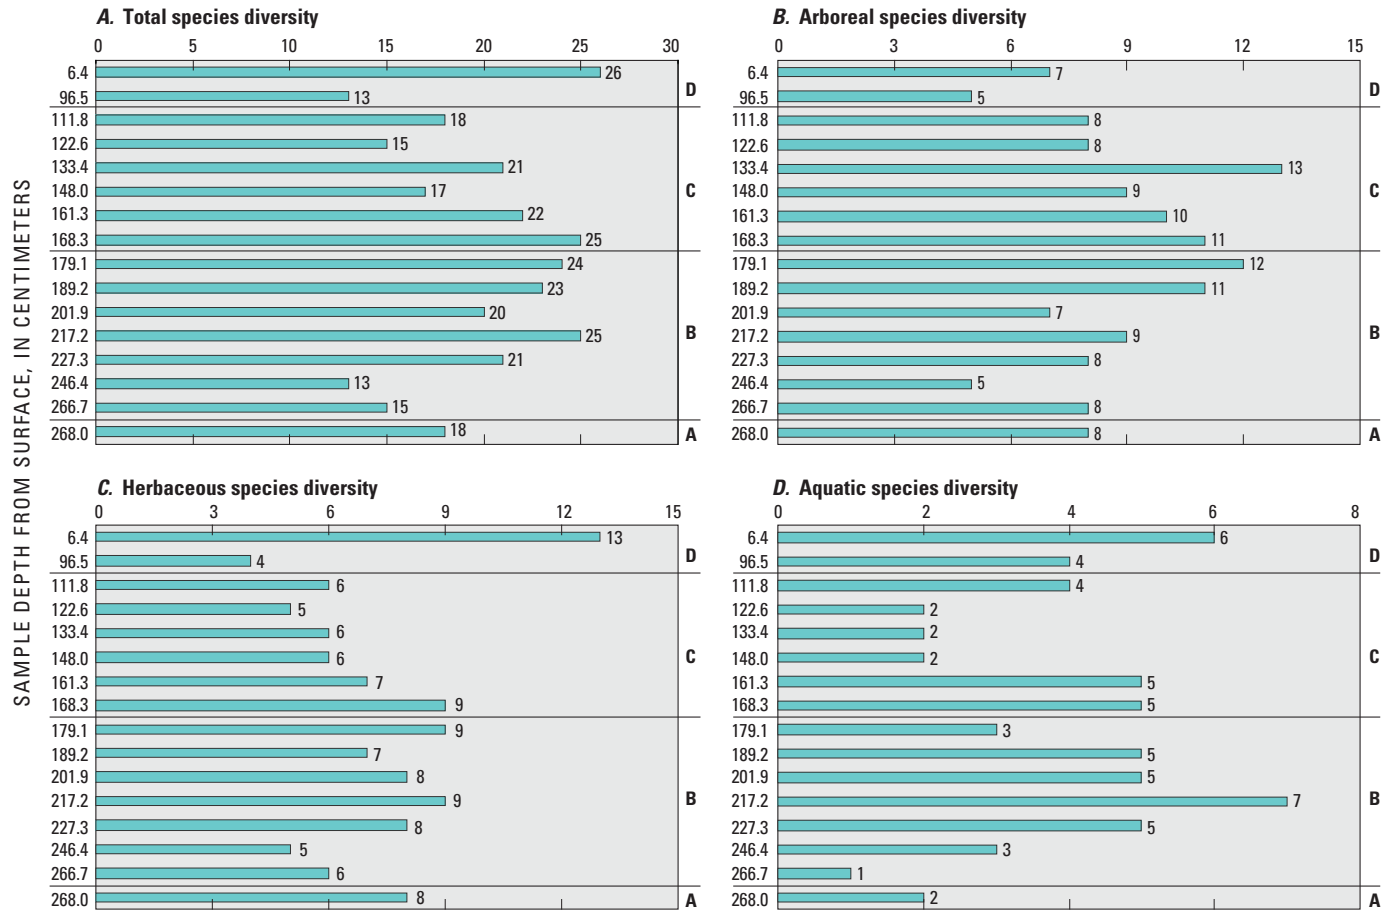 A. Total species diversity
0 5 10 15 20 25 30
6.4 26
96.5 13
D
111.8 18
122.6 15
133.4 21
148.0 17
C
161.3 22
168.3 25
179.1 24
189.2 23
201.9 20
217.2 25
B
227.3 21
246.4 13
266.7 15
268.0 18
A
B. Arboreal species diversity
0 3 6 9 12 15
6.4 7
96.5 5
D
111.8 8
122.6 8
133.4 13
148.0 9
C
161.3 10
168.3 11
179.1 12
189.2 11
201.9 7
217.2 9
B
227.3 8
246.4 5
266.7 8
268.0 8
A
SAMPLE DEPTH FROM SURFACE, IN CENTIMETERS
C. Herbaceous species diversity
0 3 6 9 12 15
6.4 13
96.5 4
D
111.8 6
122.6 5
133.4 6
148.0 6
C
161.3 7
168.3 9
179.1 9
189.2 7
201.9 8
217.2 9
B
227.3 8
246.4 5
266.7 6
268.0 8
A
D. Aquatic species diversity
0 2 4 6 8
6.4 6
96.5 4
D
111.8 4
122.6 2
133.4 2
148.0 2
C
161.3 5
168.3 5
179.1 3
189.2 5
201.9 5
217.2 7
B
227.3 5
246.4 3
266.7 1
268.0 2
A